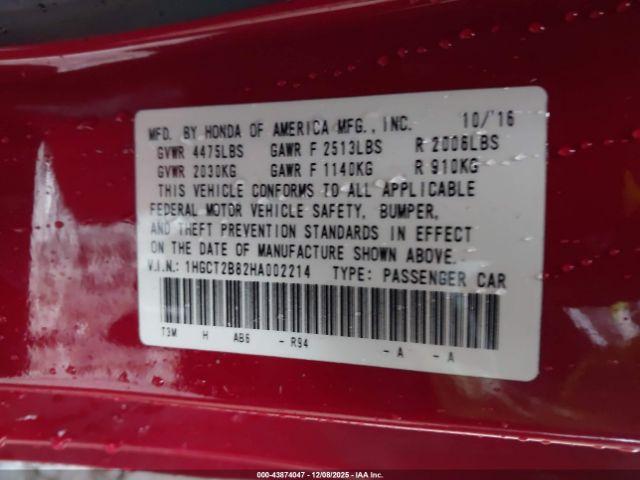 MFD. BY HONDA OF AMERICA MFG., INC. 10/'16
GVWR 4475LBS GAWR F 2513LBS R 2006LBS
GVWR 2030KG GAWR F 1140KG R 910KG
THIS VEHICLE CONFORMS TO ALL APPLICABLE
FEDERAL MOTOR VEHICLE SAFETY, BUMPER,
AND THEFT PREVENTION STANDARDS IN EFFECT
ON THE DATE OF MANUFACTURE SHOWN ABOVE.
V.I.N.: 1HGCT2B82HA002214 TYPE: PASSENGER CAR
T3M H AB6 - R94 - A - A
000-43874047 | 12/08/2025 - IAA Inc.